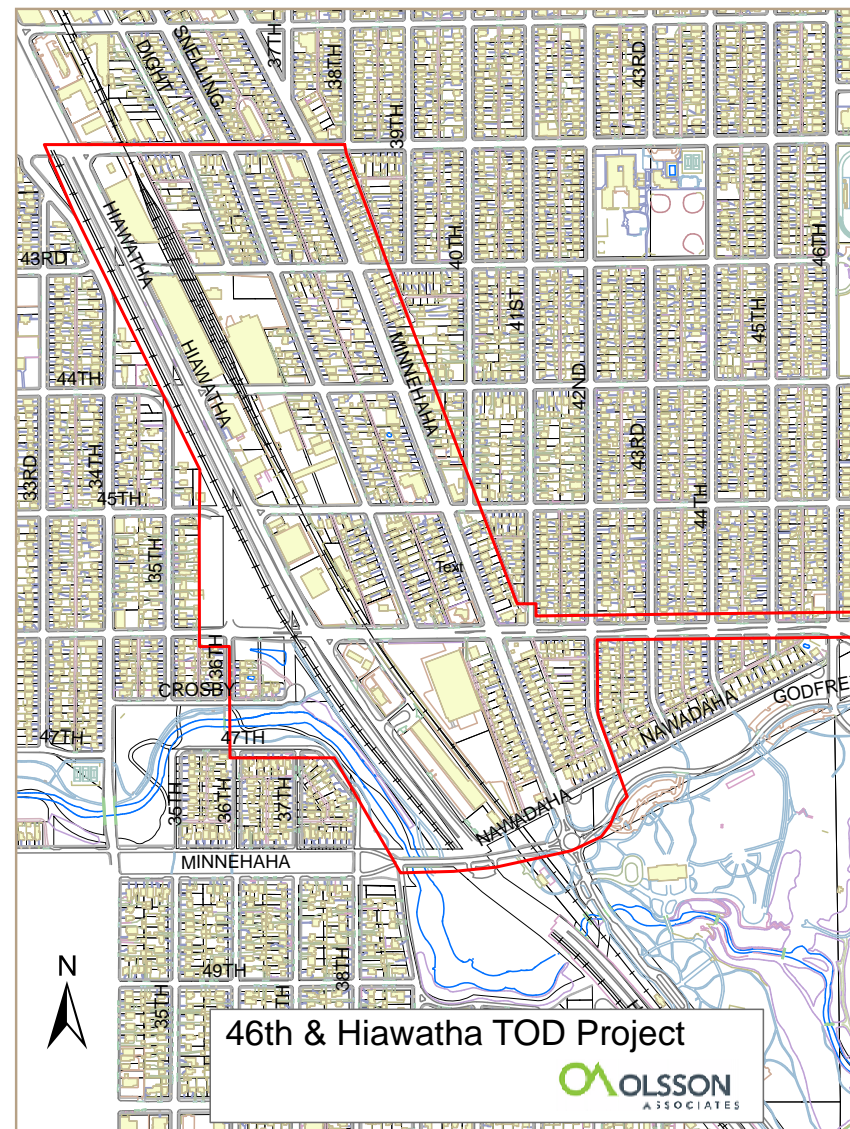 DIGHT
SNELLING
37TH
38TH
43RD
39TH
40TH
46TH
43RD
HIAWATHA
41ST
45TH
HIAWATHA
MINNEHAHA
44TH
42ND
33RD
34TH
43RD
45TH
44TH
35TH
Text
36TH
CROSBY
NAWADAHA
GODFRE
47TH
47TH
35TH
36TH
37TH
NAWADAHA
MINNEHAHA
49TH
38TH
35TH
TH
N
46th & Hiawatha TOD Project
OA OLSSON
ASSOCIATES